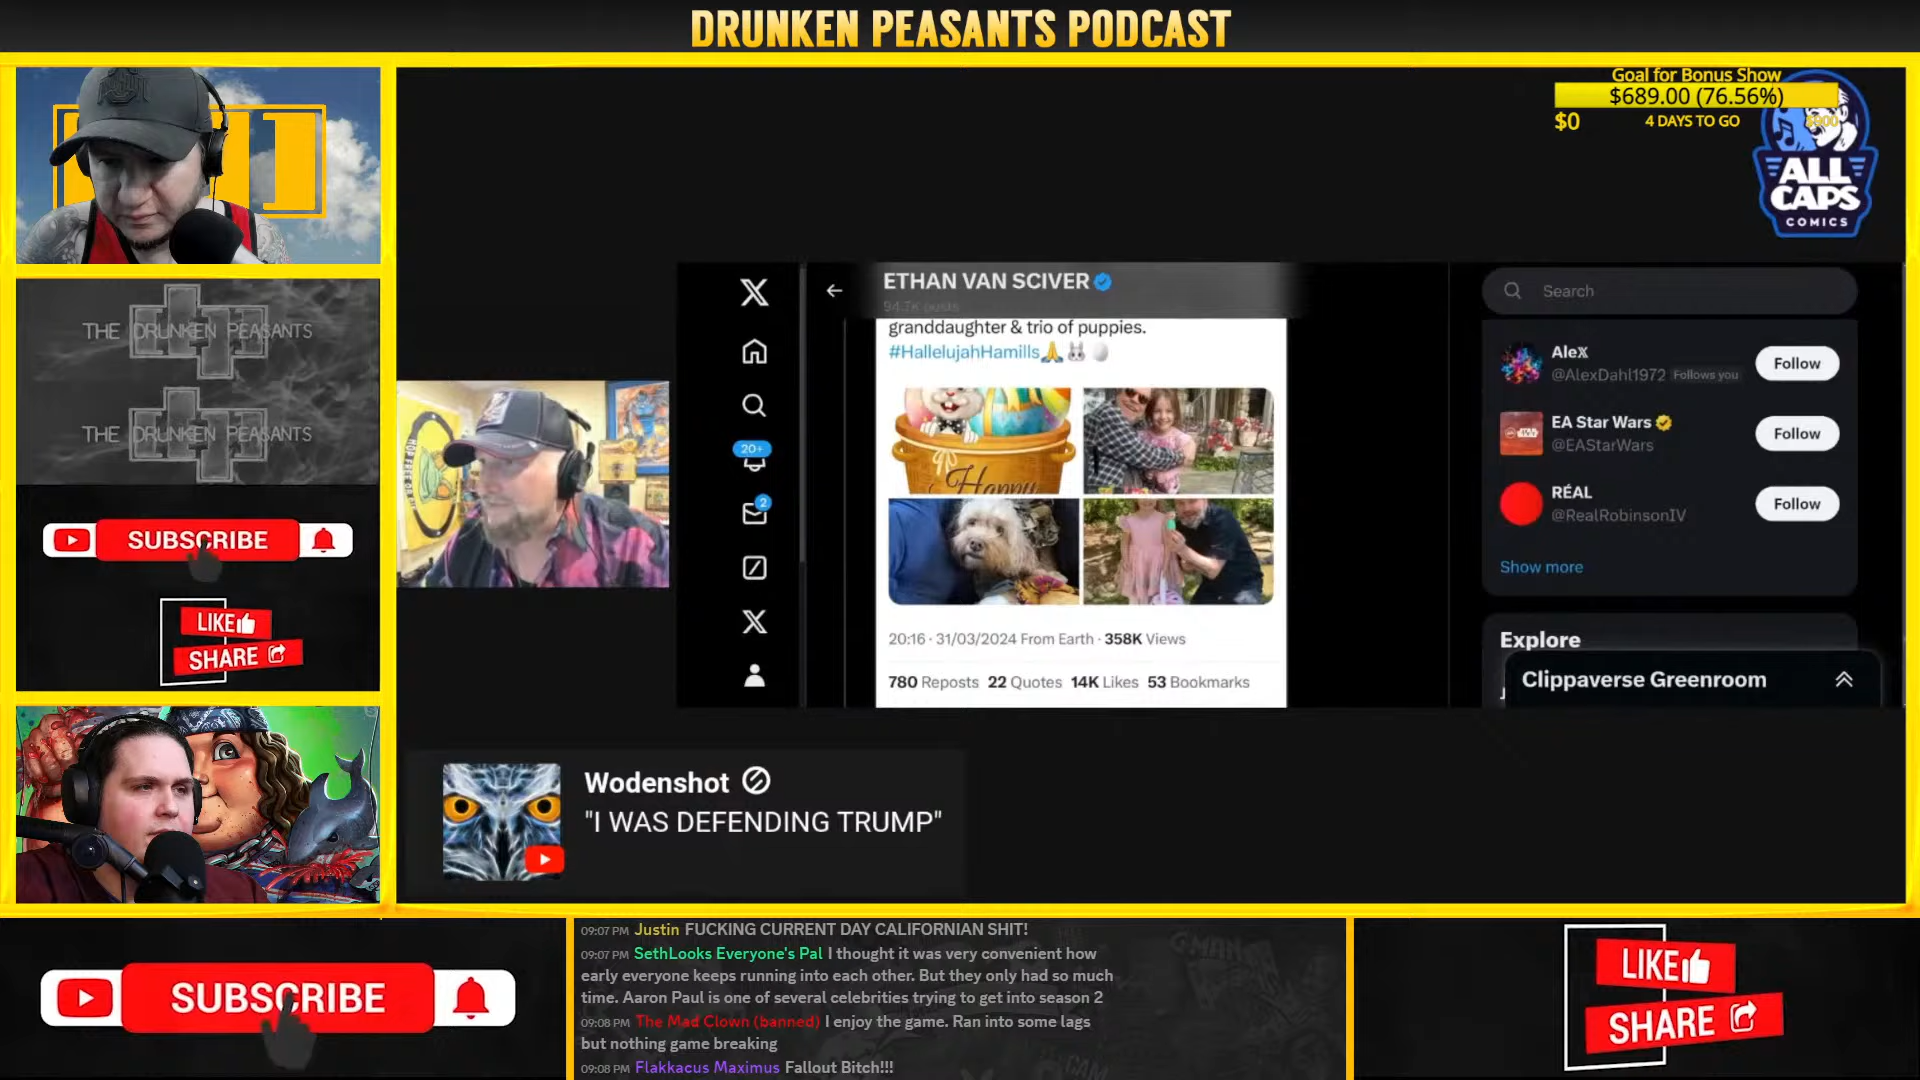 DRUNKEN PEASANTS PODCAST
Goal for Bonus Show
$689.00 (76.56%)
$0
4 DAYS TO GO
$900
ALL
CAPS
COMICS
THE DRUNKEN PEASANTS
THE DRUNKEN PEASANTS
SUBSCRIBE
LIKE
SHARE
ETHAN VAN SCIVER
granddaughter & trio of puppies.
#HallelujahHamills🙏🐰🥚
Happy
20:16 · 31/03/2024 From Earth · 358K Views
780 Reposts 22 Quotes 14K Likes 53 Bookmarks
20+
2
Search
AleX
@AlexDahl1972 Follows you
Follow
EA Star Wars
@EAStarWars
Follow
RÉAL
@RealRobinsonIV
Follow
Show more
Explore
Clippaverse Greenroom
Wodenshot
"I WAS DEFENDING TRUMP"
SUBSCRIBE
09:07 PM Justin FUCKING CURRENT DAY CALIFORNIAN SHIT!
09:07 PM SethLooks Everyone's Pal I thought it was very convenient how
early everyone keeps running into each other. But they only had so much
time. Aaron Paul is one of several celebrities trying to get into season 2
09:08 PM The Mad Clown (banned) I enjoy the game. Ran into some lags
but nothing game breaking
09:08 PM Flakkacus Maximus Fallout Bitch!!!
LIKE
SHARE